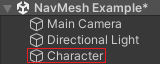 NavMesh Example*
Main Camera
Directional Light
Character